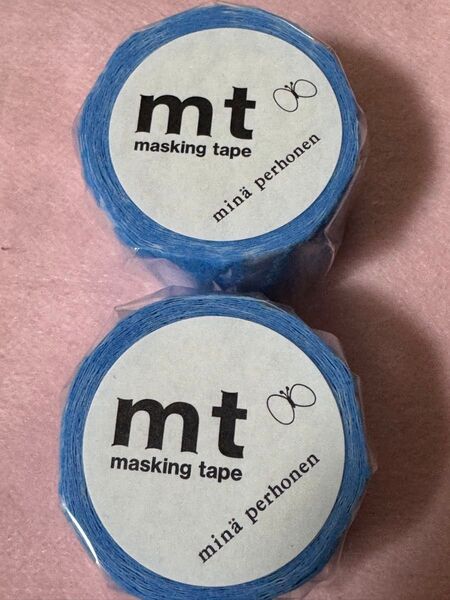 mt
masking tape
minä perhonen
mt
masking tape
minä perhonen